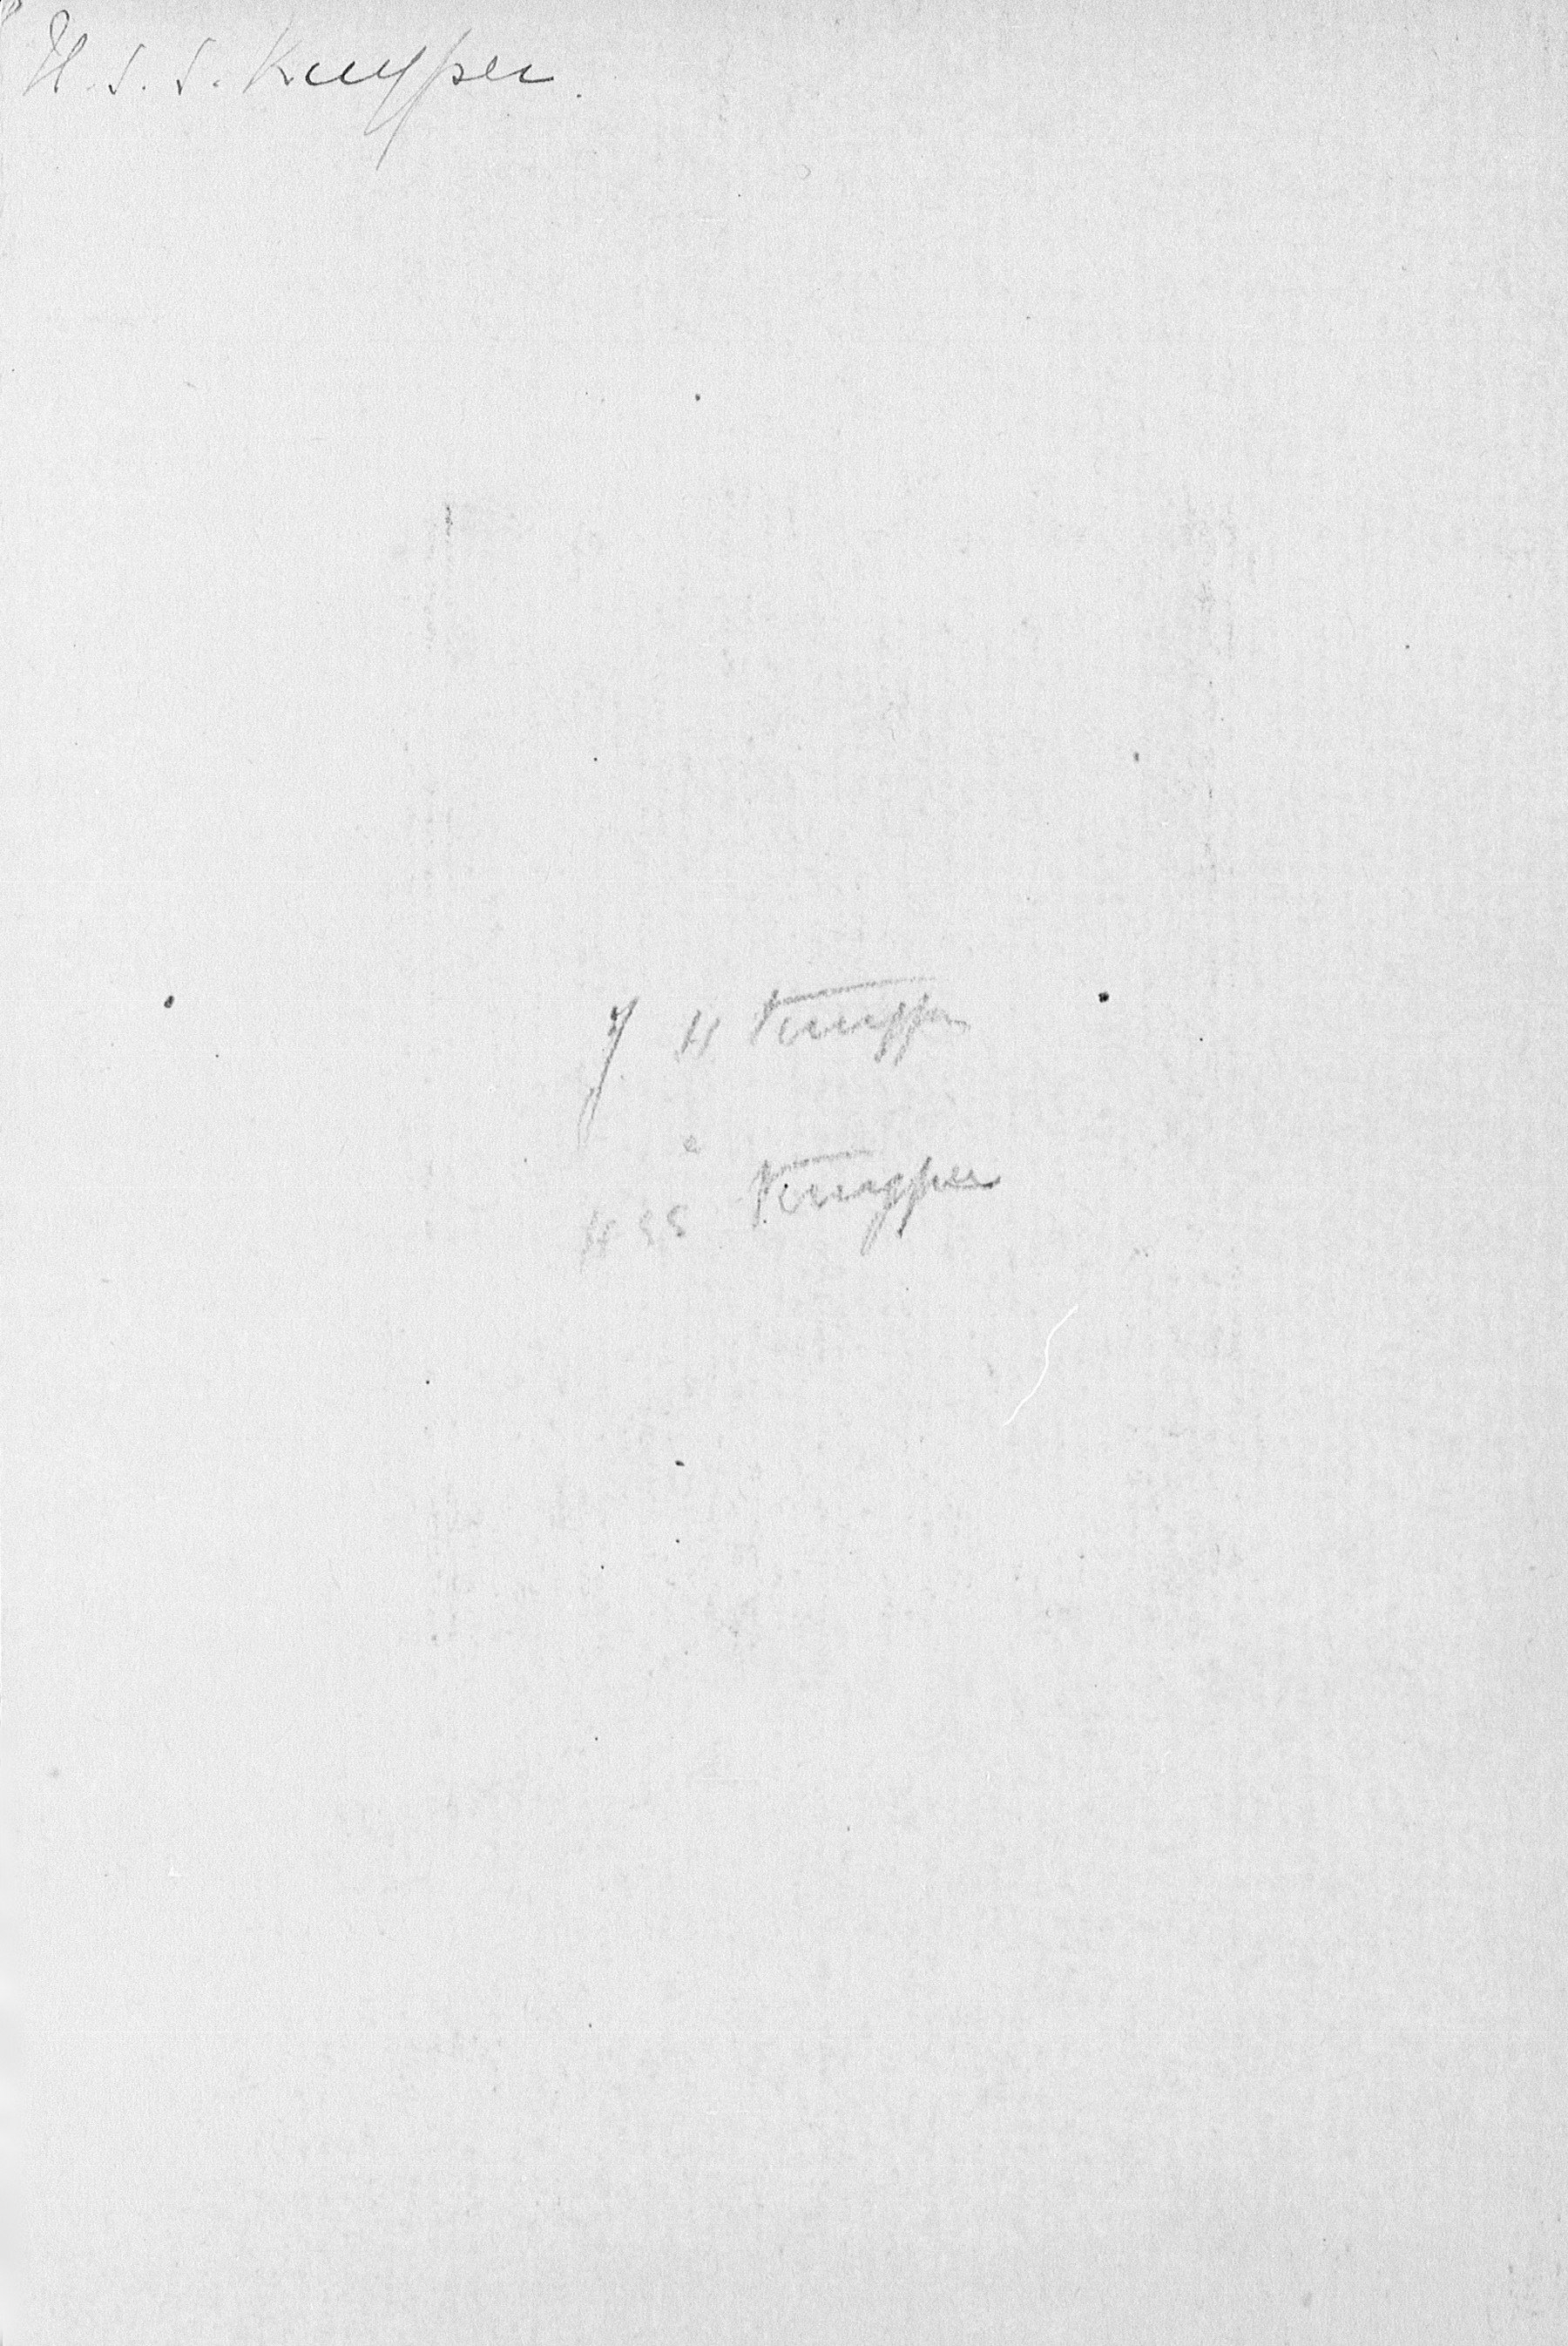 H. S. S. Kuyper.
J H Kuyper
e
H S S Kuyper